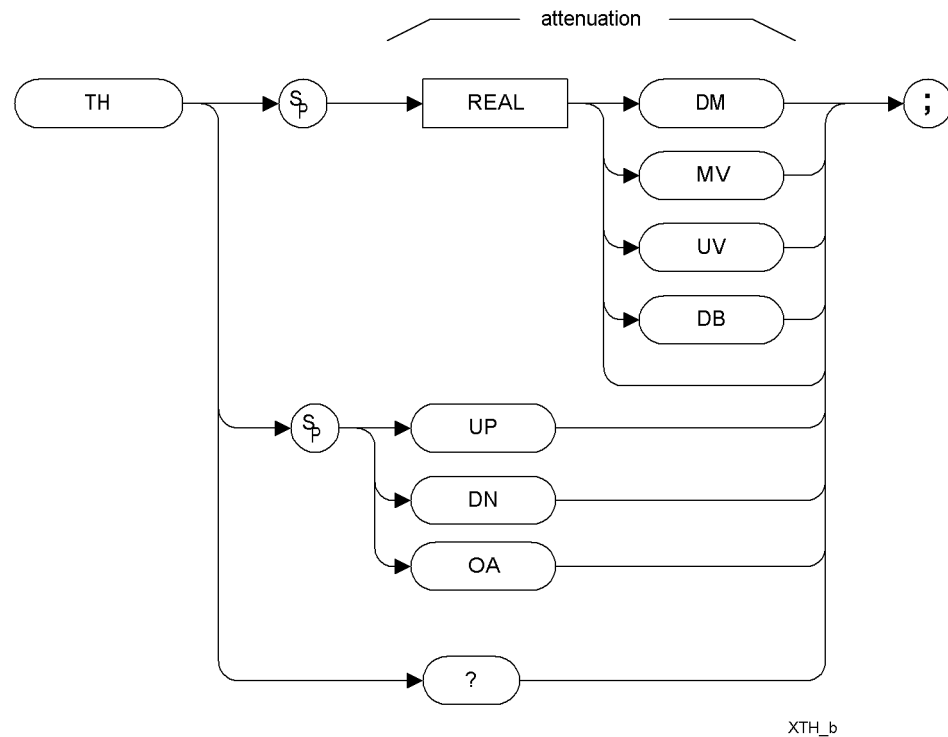 attenuation
TH SP REAL DM ;
MV
UV
DB
SP UP
DN
OA
?
XTH_b